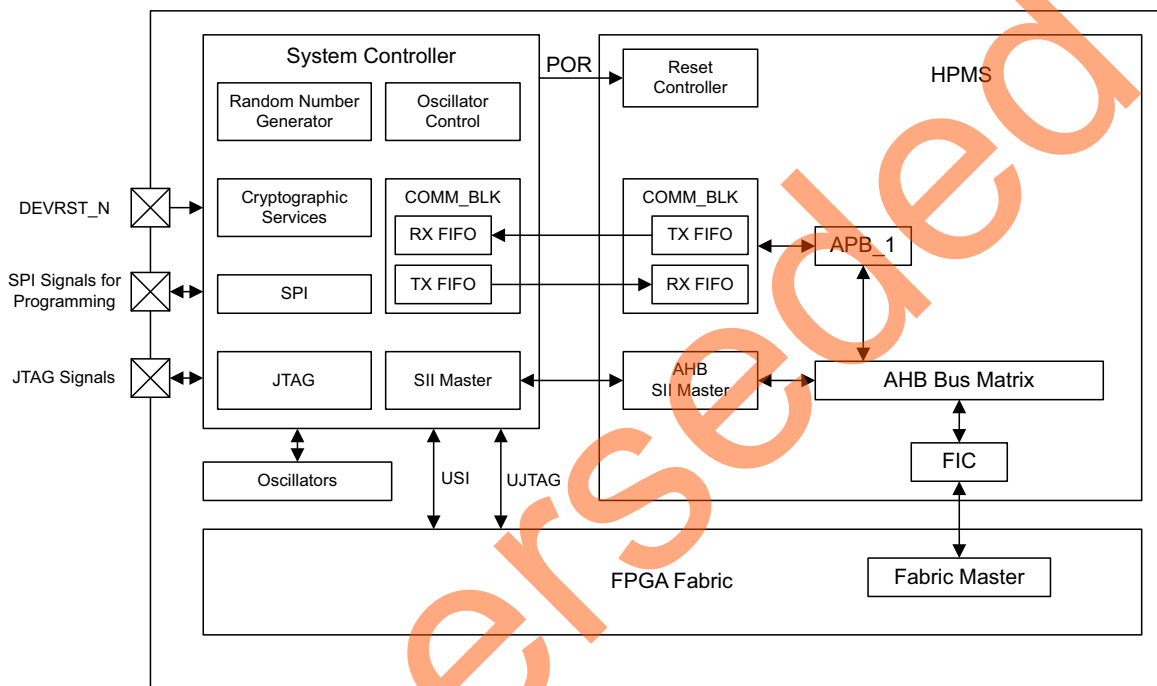 System Controller
HPMS
POR
Reset
Controller
Random Number
Generator
Oscillator
Control
DEVRST_N
Cryptographic
Services
COMM_BLK
RX FIFO
TX FIFO
COMM_BLK
TX FIFO
RX FIFO
APB_1
SPI Signals for
Programming
SPI
JTAG Signals
JTAG
SII Master
AHB
SII Master
AHB Bus Matrix
FIC
Oscillators
USI
UJTAG
FPGA Fabric
Fabric Master
erseded